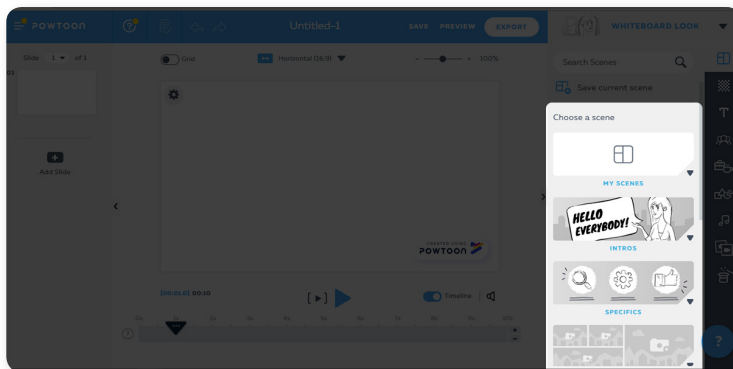 POWTOON
Untitled-1
SAVE PREVIEW EXPORT
WHITEBOARD LOOK
Slide 1 of 1
Grid
Horizontal (16:9)
- + 100%
Search Scenes
Save current scene
Choose a scene
Add Slide
MY SCENES
HELLO
EVERYBODY!
INTROS
CREATED USING
POWTOON
SPECIFICS
00:10
Timeline
?